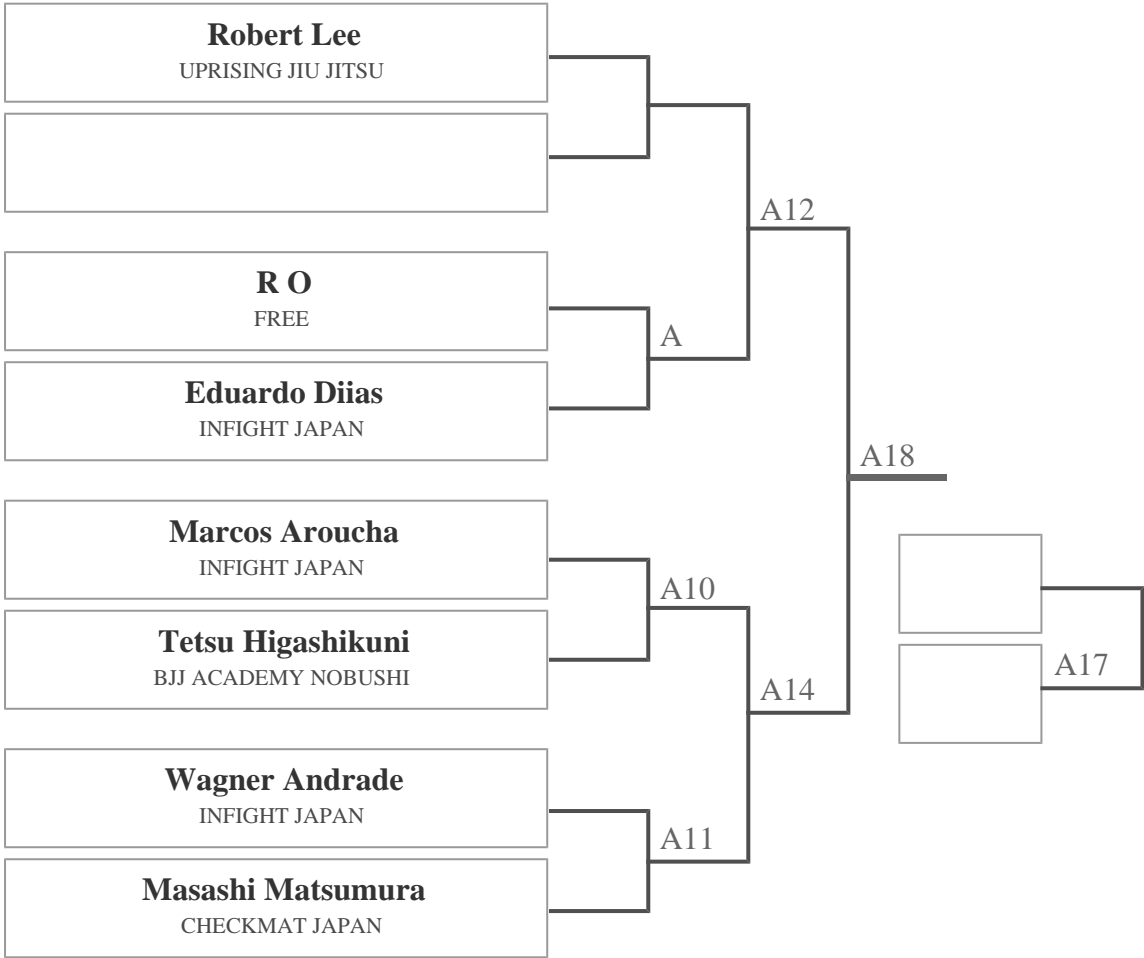 Robert Lee
UPRISING JIU JITSU
A12
R O
FREE
A
Eduardo Diias
INFIGHT JAPAN
A18
Marcos Aroucha
INFIGHT JAPAN
A10
Tetsu Higashikuni
BJJ ACADEMY NOBUSHI
A14
A17
Wagner Andrade
INFIGHT JAPAN
A11
Masashi Matsumura
CHECKMAT JAPAN